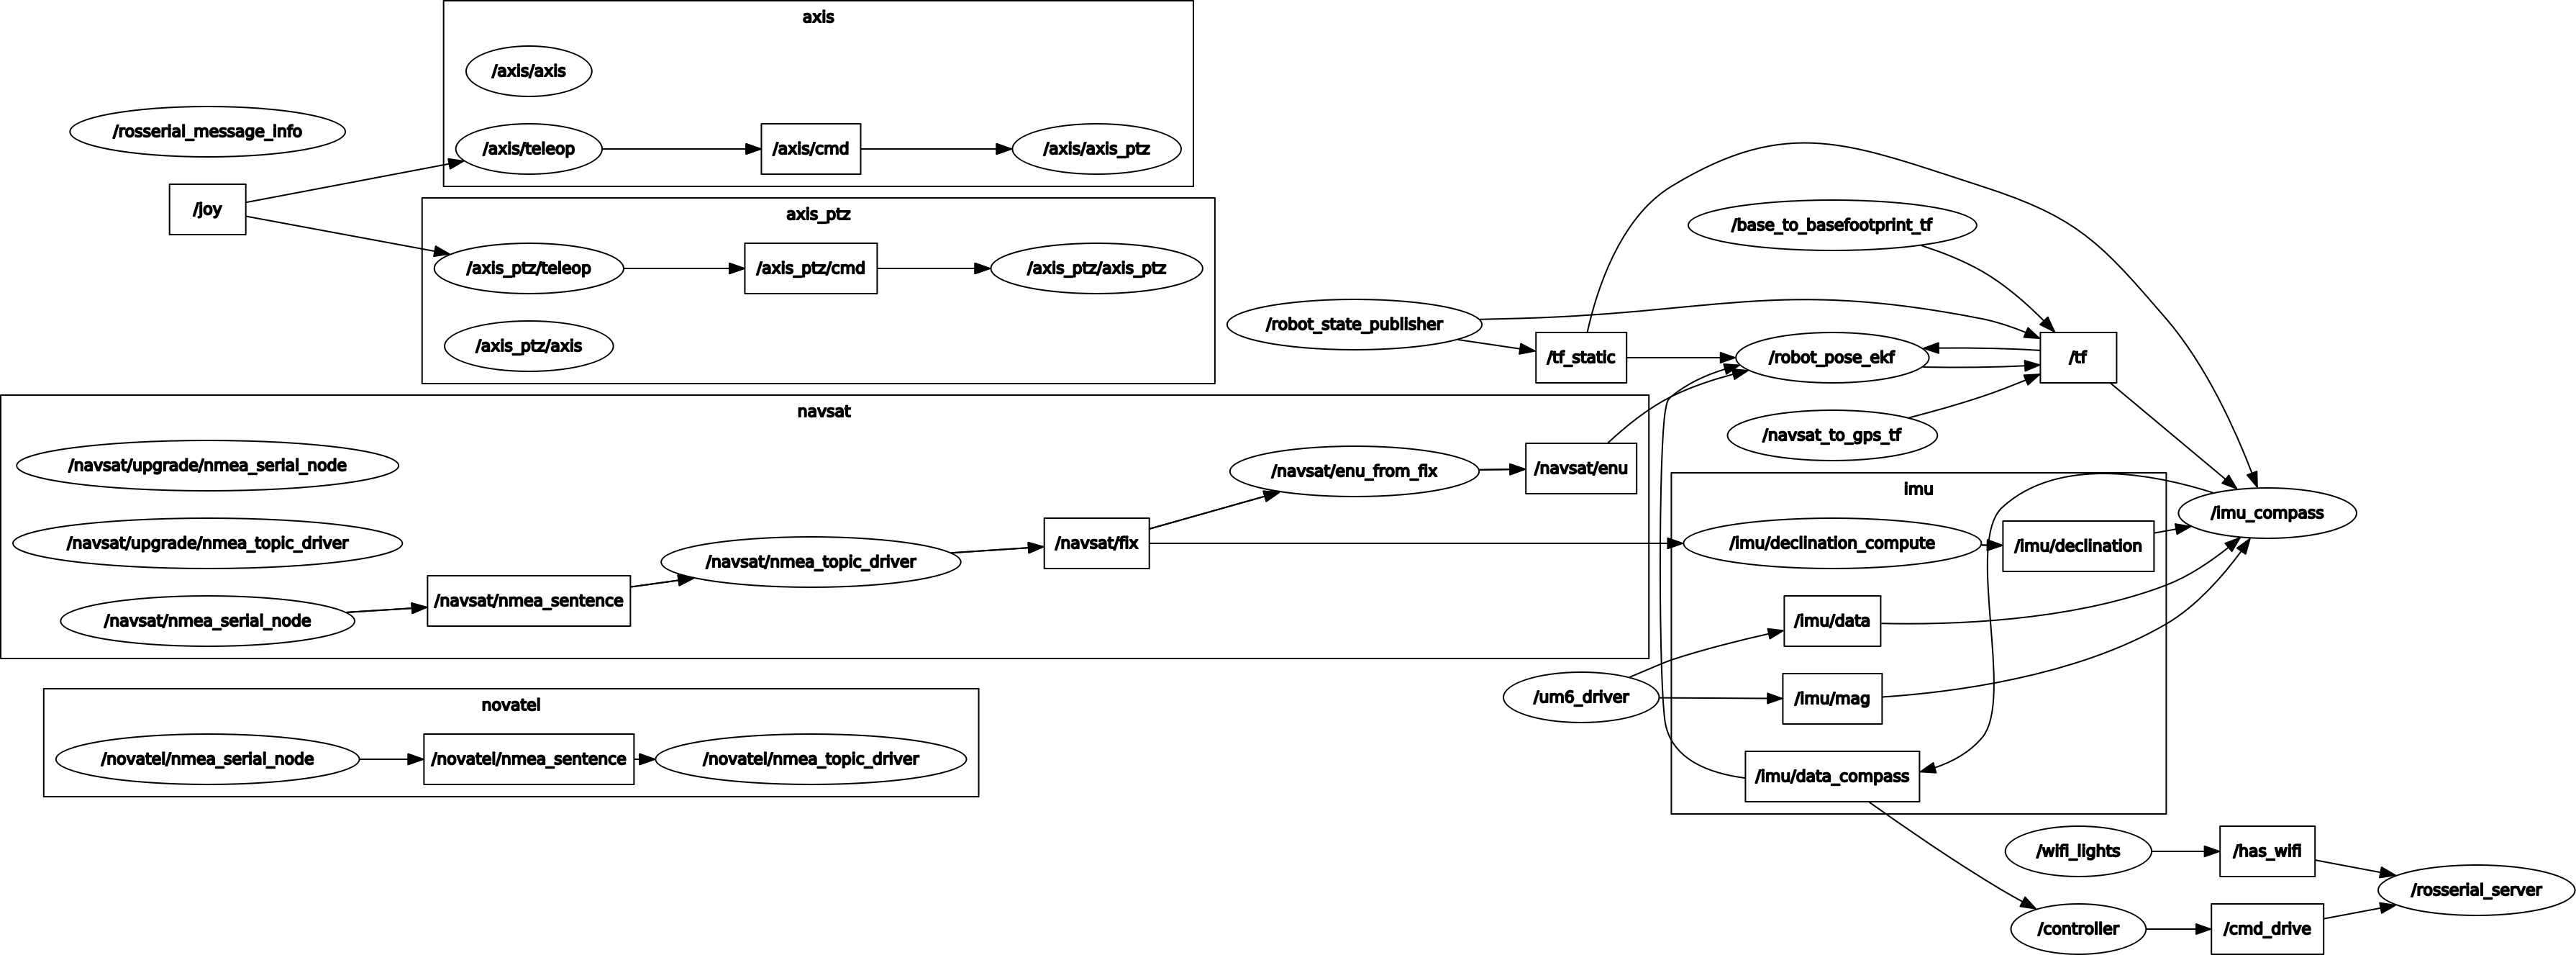 axis
/axis/axis
/rosserial_message_info
/axis/teleop
/axis/cmd
/axis/axis_ptz
/joy
axis_ptz
/axis_ptz/teleop
/axis_ptz/cmd
/axis_ptz/axis_ptz
/axis_ptz/axis
/base_to_basefootprint_tf
/robot_state_publisher
/tf_static
/robot_pose_ekf
/tf
/navsat_to_gps_tf
navsat
/navsat/upgrade/nmea_serial_node
/navsat/enu_from_fix
/navsat/enu
/navsat/upgrade/nmea_topic_driver
/navsat/nmea_topic_driver
/navsat/fix
/navsat/nmea_serial_node
/navsat/nmea_sentence
imu
/imu_compass
/imu/declination_compute
/imu/declination
/imu/data
/um6_driver
/imu/mag
/imu/data_compass
novatel
/novatel/nmea_serial_node
/novatel/nmea_sentence
/novatel/nmea_topic_driver
/wifi_lights
/has_wifi
/rosserial_server
/controller
/cmd_drive